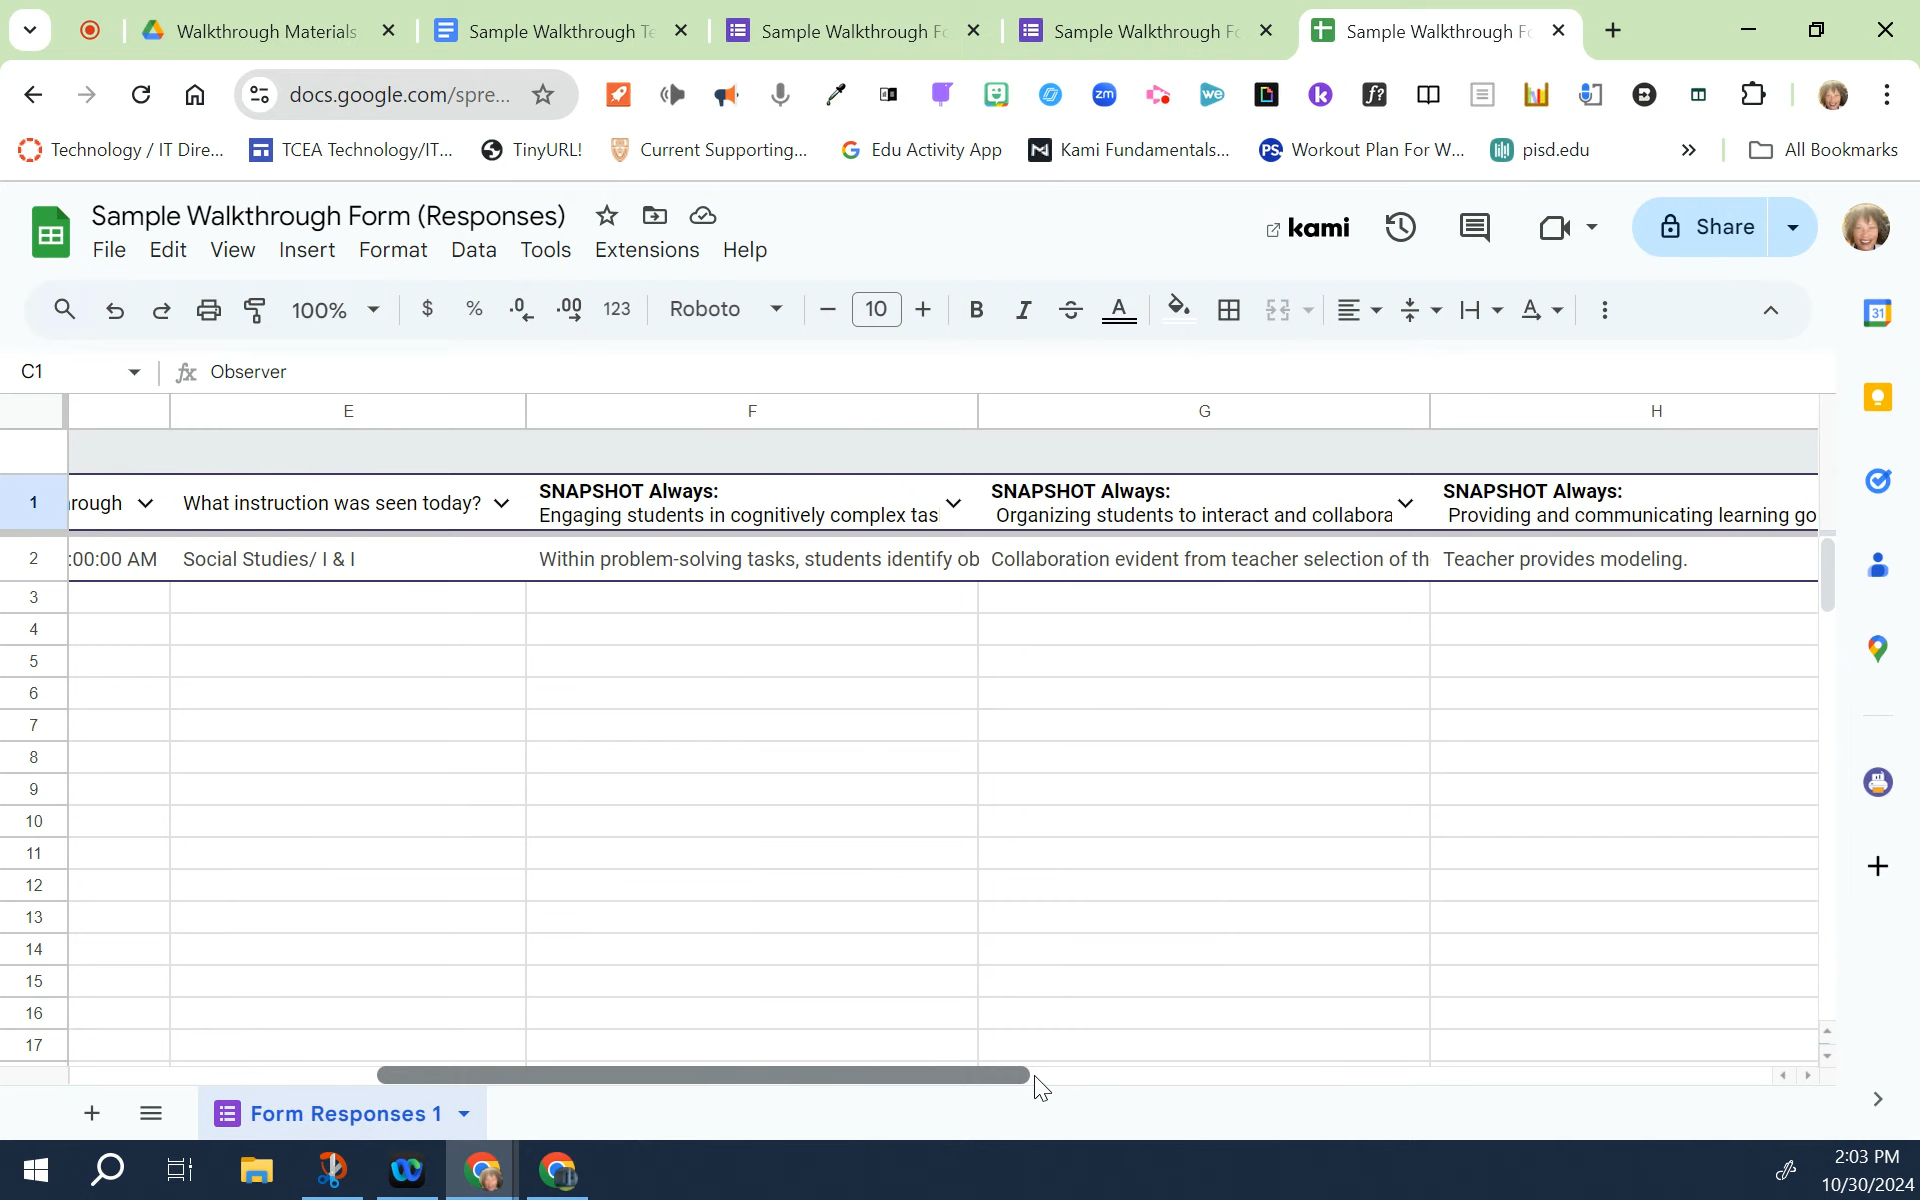 Walkthrough Materials
Sample Walkthrough Te
Sample Walkthrough Fo
Sample Walkthrough Fo
Sample Walkthrough Fo
docs.google.com/spre...
Technology / IT Dire...
TCEA Technology/IT...
TinyURL!
Current Supporting...
Edu Activity App
Kami Fundamentals...
PS
Workout Plan For W...
pisd.edu
All Bookmarks
Sample Walkthrough Form (Responses)
File Edit View Insert Format Data Tools Extensions Help
kami
Share
100%
$ % .0 .00 123
Roboto
10
B I A
31
C1
fx Observer
E F G H
1
rough
What instruction was seen today?
SNAPSHOT Always:
Engaging students in cognitively complex tas
SNAPSHOT Always:
Organizing students to interact and collabora
SNAPSHOT Always:
Providing and communicating learning go
2
:00:00 AM
Social Studies/ I & I
Within problem-solving tasks, students identify ob
Collaboration evident from teacher selection of th
Teacher provides modeling.
3
4
5
6
7
8
9
10
11
12
13
14
15
16
17
Form Responses 1
2:03 PM
10/30/2024